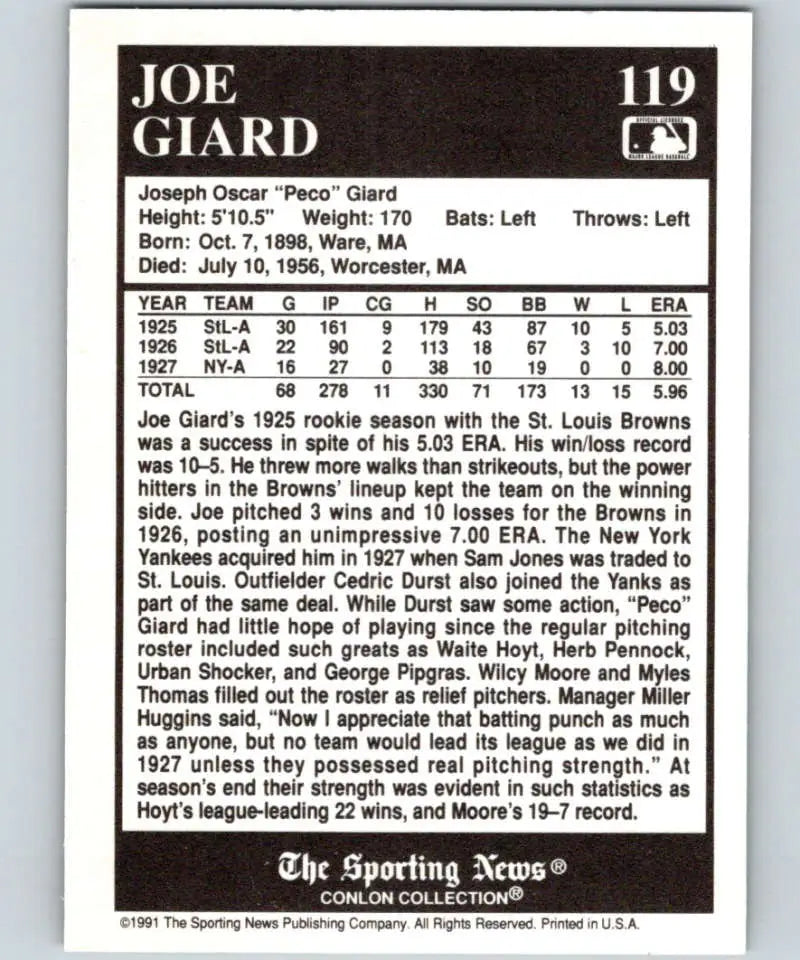 JOE
GIARD
119
OFFICIAL LICENSEE
MAJOR LEAGUE BASEBALL
Joseph Oscar "Peco" Giard
Height: 5'10.5" Weight: 170 Bats: Left Throws: Left
Born: Oct. 7, 1898, Ware, MA
Died: July 10, 1956, Worcester, MA
YEAR TEAM G IP CG H SO BB W L ERA
1925 StL-A 30 161 9 179 43 87 10 5 5.03
1926 StL-A 22 90 2 113 18 67 3 10 7.00
1927 NY-A 16 27 0 38 10 19 0 0 8.00
TOTAL 68 278 11 330 71 173 13 15 5.96
Joe Giard's 1925 rookie season with the St. Louis Browns
was a success in spite of his 5.03 ERA. His win/loss record
was 10–5. He threw more walks than strikeouts, but the power
hitters in the Browns' lineup kept the team on the winning
side. Joe pitched 3 wins and 10 losses for the Browns in
1926, posting an unimpressive 7.00 ERA. The New York
Yankees acquired him in 1927 when Sam Jones was traded to
St. Louis. Outfielder Cedric Durst also joined the Yanks as
part of the same deal. While Durst saw some action, "Peco"
Giard had little hope of playing since the regular pitching
roster included such greats as Waite Hoyt, Herb Pennock,
Urban Shocker, and George Pipgras. Wilcy Moore and Myles
Thomas filled out the roster as relief pitchers. Manager Miller
Huggins said, "Now I appreciate that batting punch as much
as anyone, but no team would lead its league as we did in
1927 unless they possessed real pitching strength." At
season's end their strength was evident in such statistics as
Hoyt's league-leading 22 wins, and Moore's 19–7 record.
The Sporting News®
CONLON COLLECTION®
©1991 The Sporting News Publishing Company. All Rights Reserved. Printed in U.S.A.